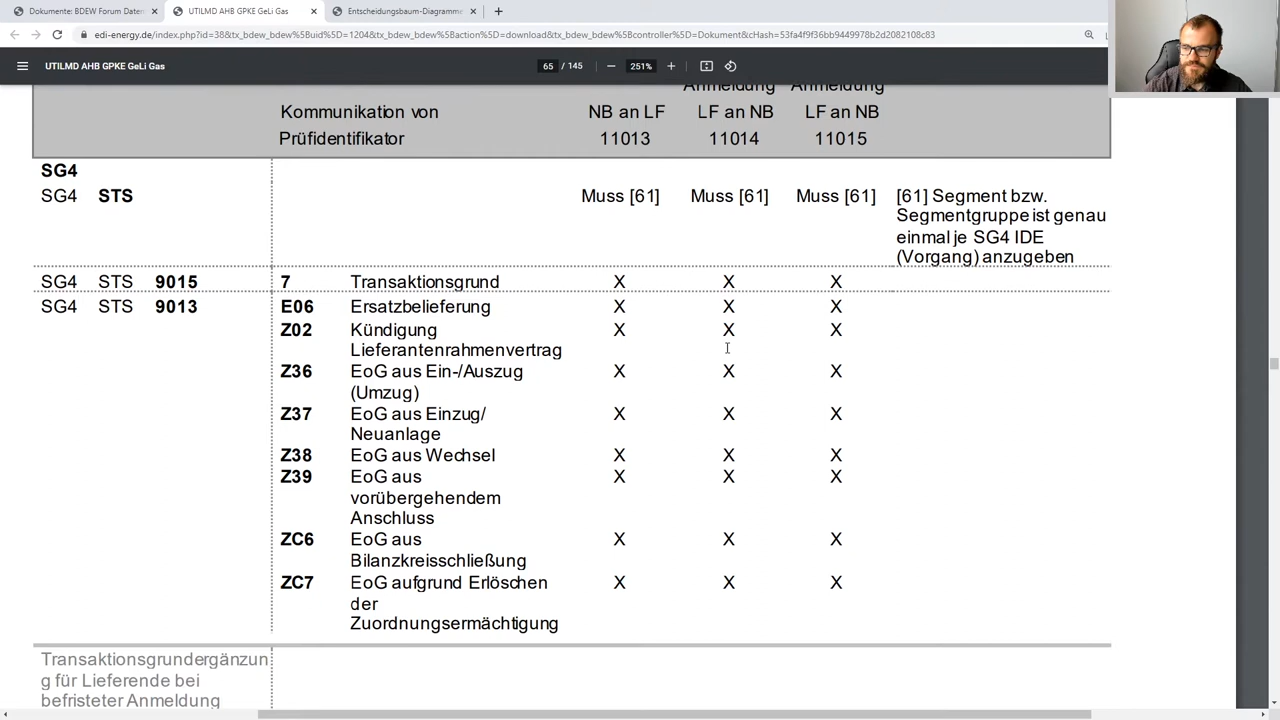 Dokumente: BDEW Forum Daten
UTILMD AHB GPKE GeLi Gas
Entscheidungsbaum-Diagramme
edi-energy.de/index.php?id=38&tx_bdew_bdew%5Buid%5D=1204&tx_bdew_bdew%5Baction%5D=download&tx_bdew_bdew%5Bcontroller%5D=Dokument&cHash=53fa4f9f36bb9449978b2d2082108c83
UTILMD AHB GPKE GeLi Gas
65 / 145
251%
Anmeldung Anmeldung
Kommunikation von NB an LF LF an NB LF an NB
Prüfidentifikator 11013 11014 11015
SG4
SG4 STS Muss [61] Muss [61] Muss [61] [61] Segment bzw.
Segmentgruppe ist genau
einmal je SG4 IDE
(Vorgang) anzugeben
SG4 STS 9015 7 Transaktionsgrund X X X
SG4 STS 9013 E06 Ersatzbelieferung X X X
Z02 Kündigung X X X
Lieferantenrahmenvertrag
Z36 EoG aus Ein-/Auszug X X X
(Umzug)
Z37 EoG aus Einzug/ X X X
Neuanlage
Z38 EoG aus Wechsel X X X
Z39 EoG aus X X X
vorübergehendem
Anschluss
ZC6 EoG aus X X X
Bilanzkreisschließung
ZC7 EoG aufgrund Erlöschen X X X
der
Zuordnungsermächtigung
Transaktionsgrundergänzun
g für Lieferende bei
befristeter Anmeldung